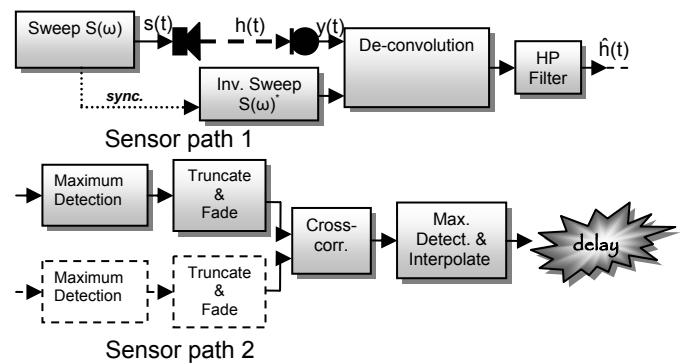 Sweep S(ω)
s(t)
h(t)
y(t)
De-convolution
HP
Filter
ĥ(t)
sync.
Inv. Sweep
S(ω)*
Sensor path 1
Maximum
Detection
Truncate
&
Fade
Cross-
corr.
Max.
Detect. &
Interpolate
delay
Maximum
Detection
Truncate
&
Fade
Sensor path 2